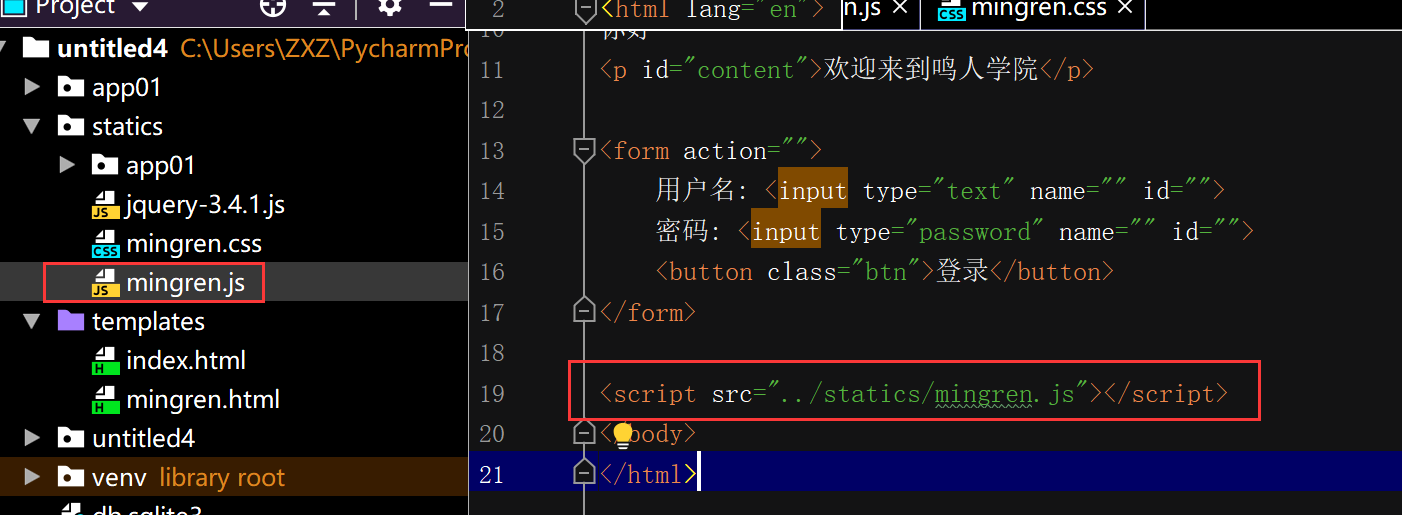 Project
untitled4 C:\Users\ZXZ\PycharmPro
app01
statics
app01
jquery-3.4.1.js
mingren.css
mingren.js
templates
index.html
mingren.html
untitled4
venv library root
db.sqlite3
n.js × mingren.css ×
2 <html lang="en">
10 你好
11 <p id="content">欢迎来到鸣人学院</p>
12
13 <form action="">
14 用户名: <input type="text" name="" id="">
15 密码: <input type="password" name="" id="">
16 <button class="btn">登录</button>
17 </form>
18
19 <script src="../statics/mingren.js"></script>
20 </body>
21 </html>